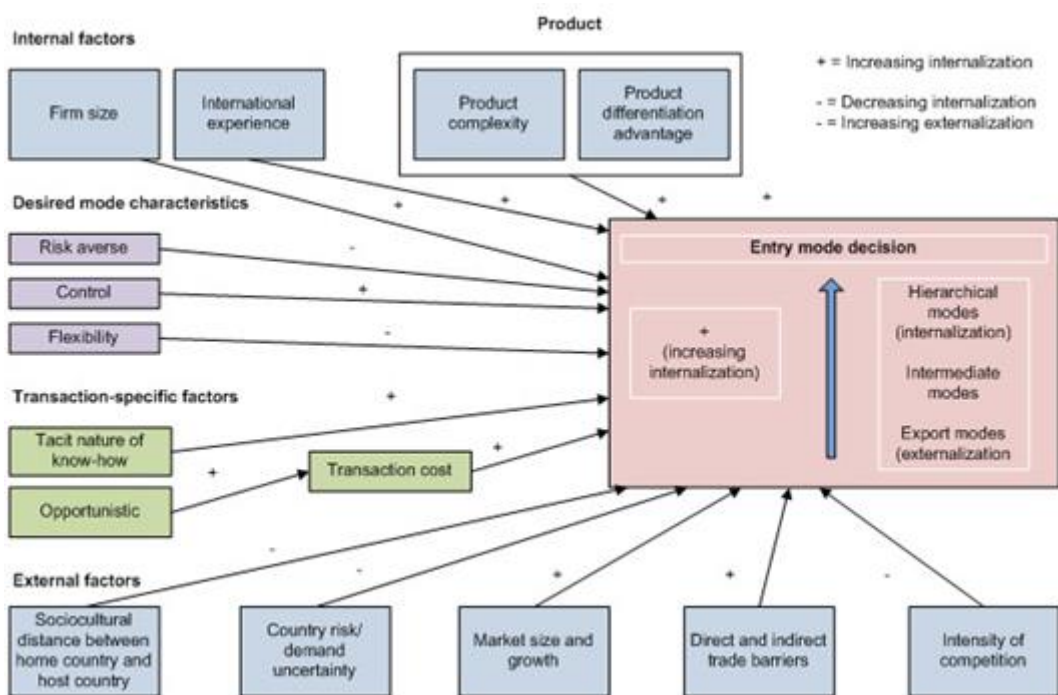 Product
Internal factors
Firm size
International
experience
Product
complexity
Product
differentiation
advantage
+ = Increasing internalization
- = Decreasing internalization
- = Increasing externalization
+
+
+
+
Desired mode characteristics
Risk averse
-
Control
+
Flexibility
-
Entry mode decision
+
(increasing
internalization)
Hierarchical
modes
(internalization)
Intermediate
modes
Export modes
(externalization
Transaction-specific factors
+
Tacit nature of
know-how
+
Transaction cost
+
Opportunistic
-
-
+
+
-
External factors
Sociocultural
distance between
home country and
host country
Country risk/
demand
uncertainty
Market size and
growth
Direct and indirect
trade barriers
Intensity of
competition